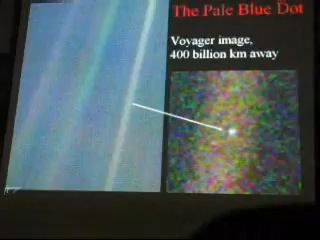 The Pale Blue Dot
Voyager image,
400 billion km away